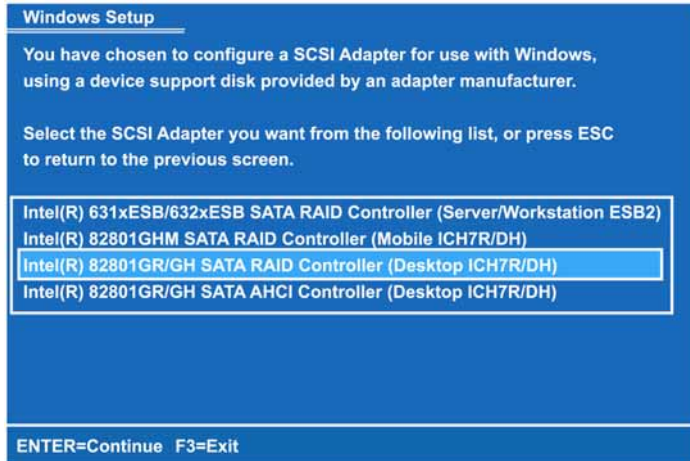 Windows Setup
You have chosen to configure a SCSI Adapter for use with Windows,
using a device support disk provided by an adapter manufacturer.
Select the SCSI Adapter you want from the following list, or press ESC
to return to the previous screen.
Intel(R) 631xESB/632xESB SATA RAID Controller (Server/Workstation ESB2)
Intel(R) 82801GHM SATA RAID Controller (Mobile ICH7R/DH)
Intel(R) 82801GR/GH SATA RAID Controller (Desktop ICH7R/DH)
Intel(R) 82801GR/GH SATA AHCI Controller (Desktop ICH7R/DH)
ENTER=Continue F3=Exit